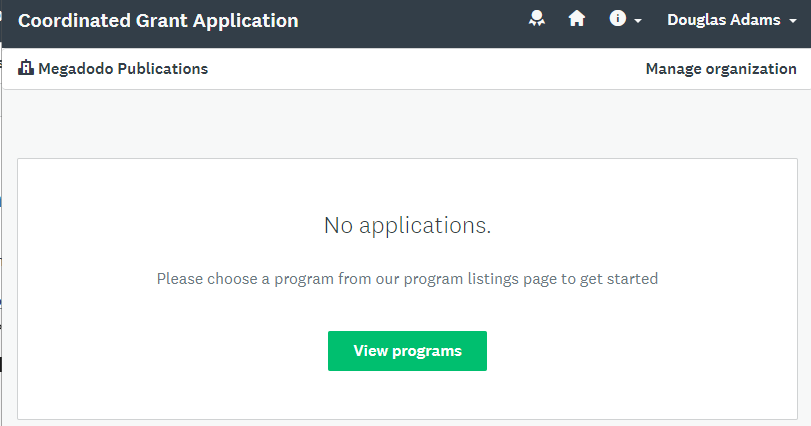 Coordinated Grant Application
Douglas Adams
Megadodo Publications
Manage organization
No applications.
Please choose a program from our program listings page to get started
View programs